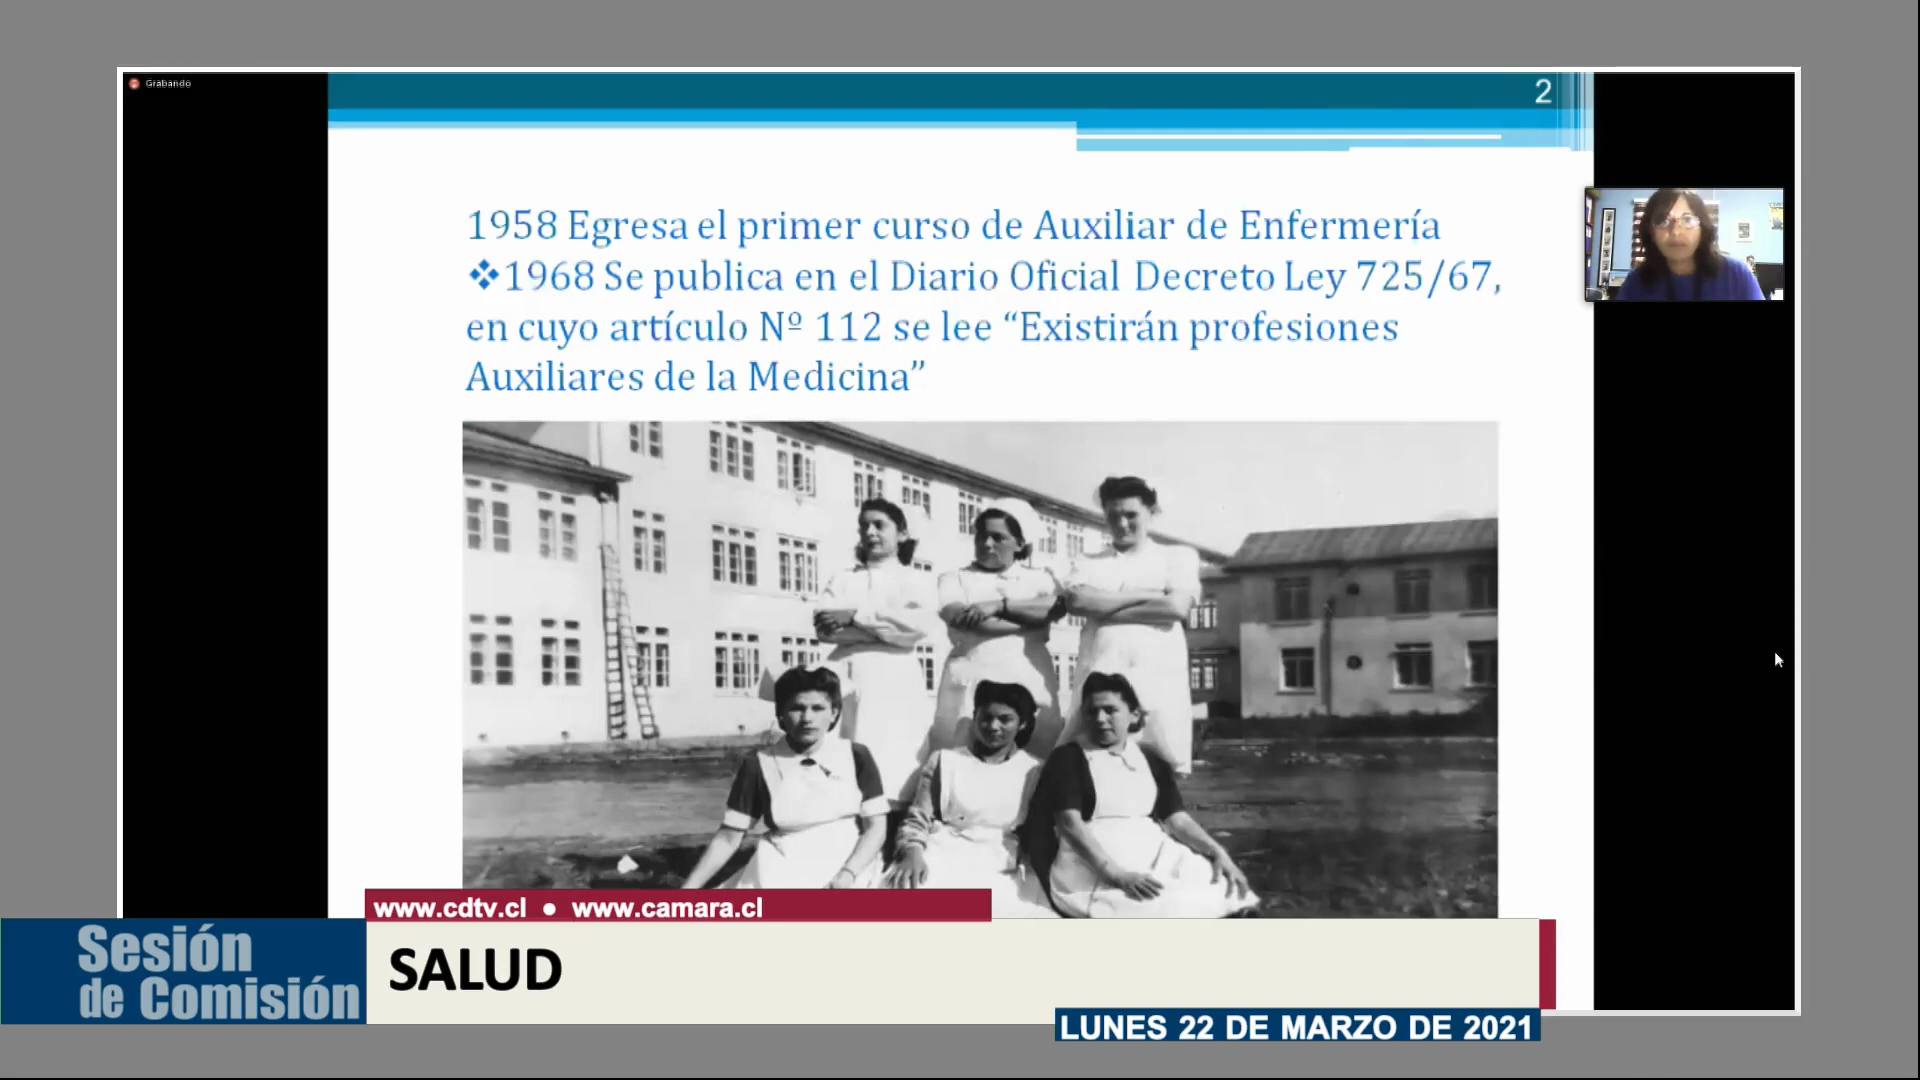 Grabando
2
1958 Egresa el primer curso de Auxiliar de Enfermería
❖1968 Se publica en el Diario Oficial Decreto Ley 725/67,
en cuyo artículo Nº 112 se lee “Existirán profesiones
Auxiliares de la Medicina”
www.cdtv.cl ● www.camara.cl
Sesión
de Comisión
SALUD
LUNES 22 DE MARZO DE 2021